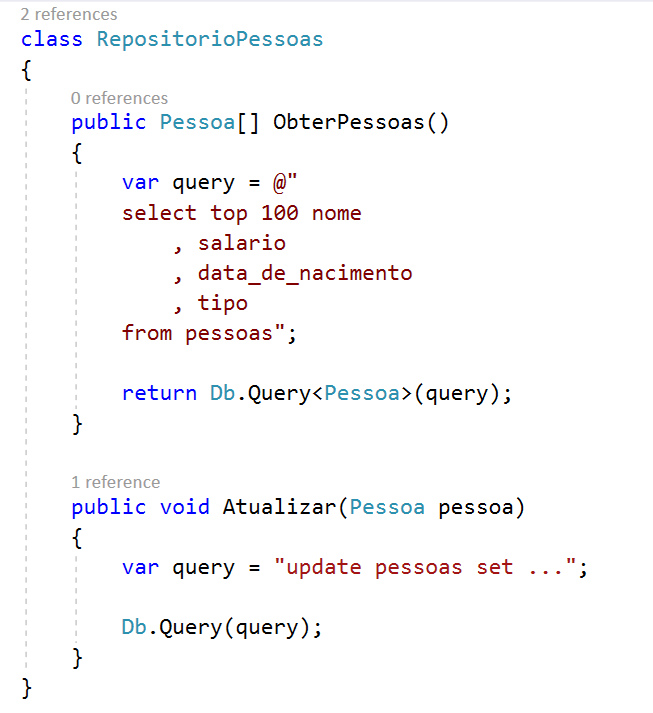 2 references
class RepositorioPessoas
{
0 references
public Pessoa[] ObterPessoas()
{
var query = @"
select top 100 nome
, salario
, data_de_nacimento
, tipo
from pessoas";
return Db.Query<Pessoa>(query);
}
1 reference
public void Atualizar(Pessoa pessoa)
{
var query = "update pessoas set ...";
Db.Query(query);
}
}